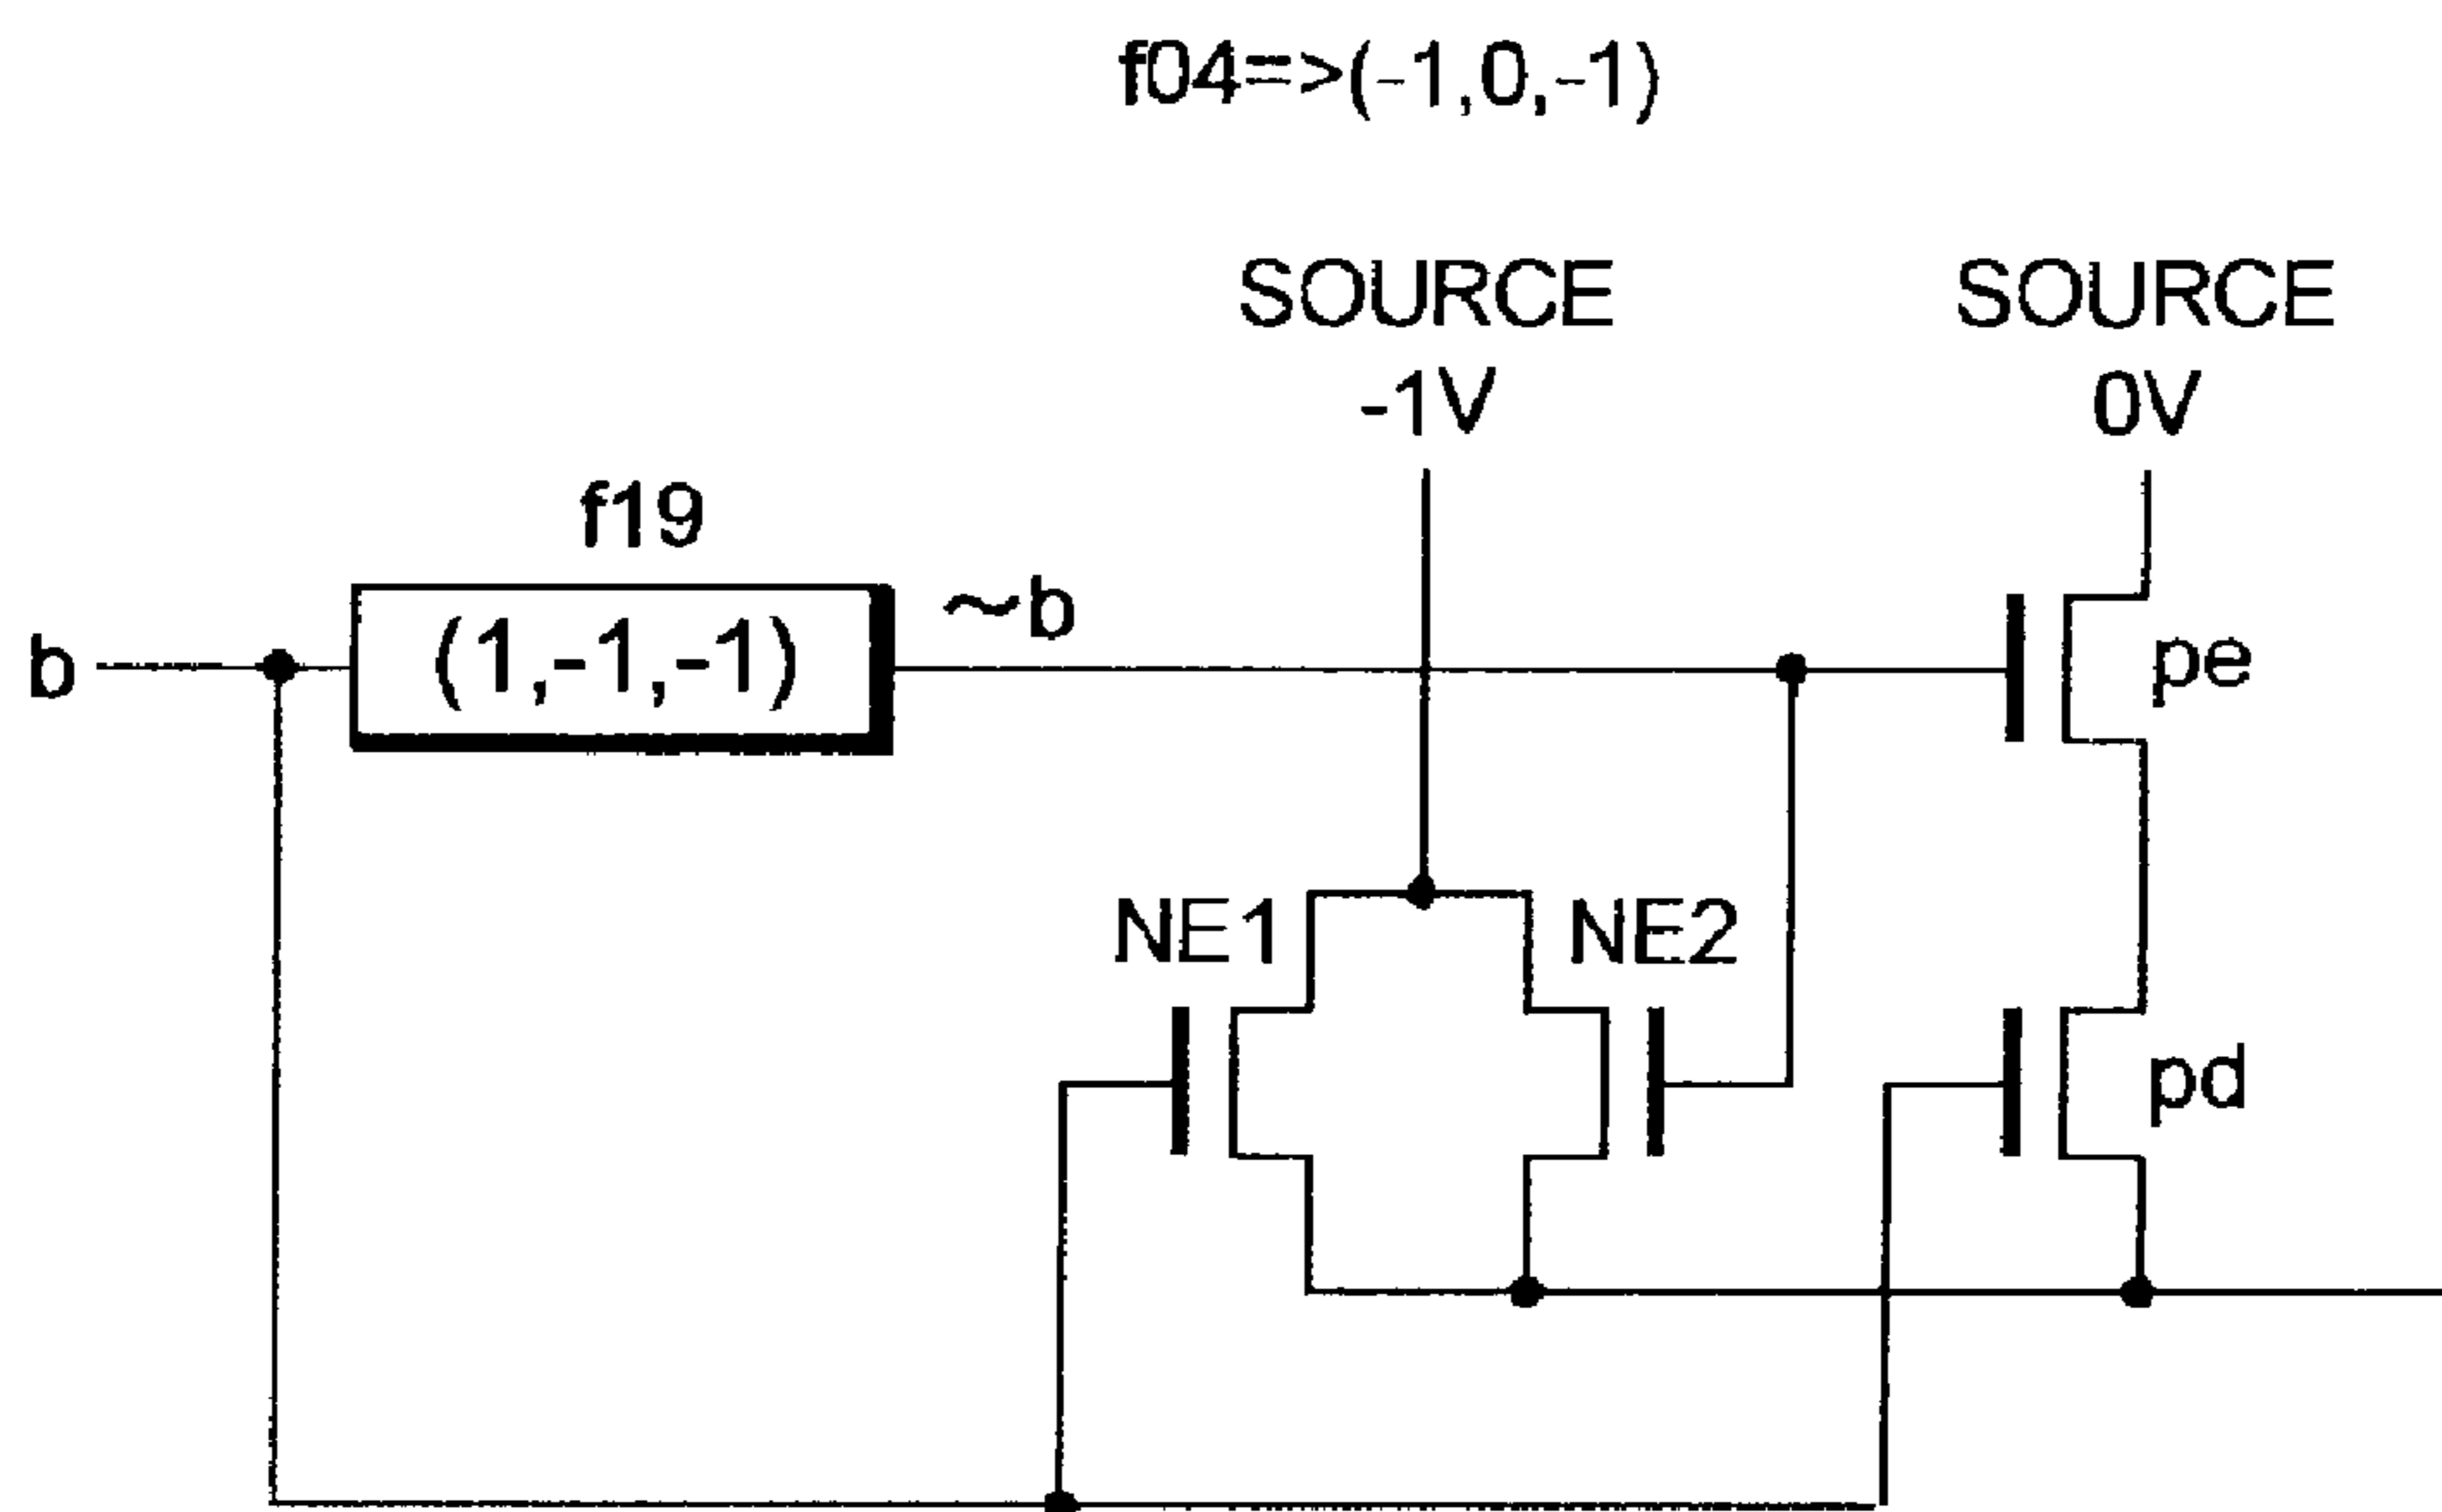 f04=>(-1,0,-1)
SOURCE
-1V
SOURCE
0V
f19
b
(1,-1,-1)
~b
pe
NE1
NE2
pd